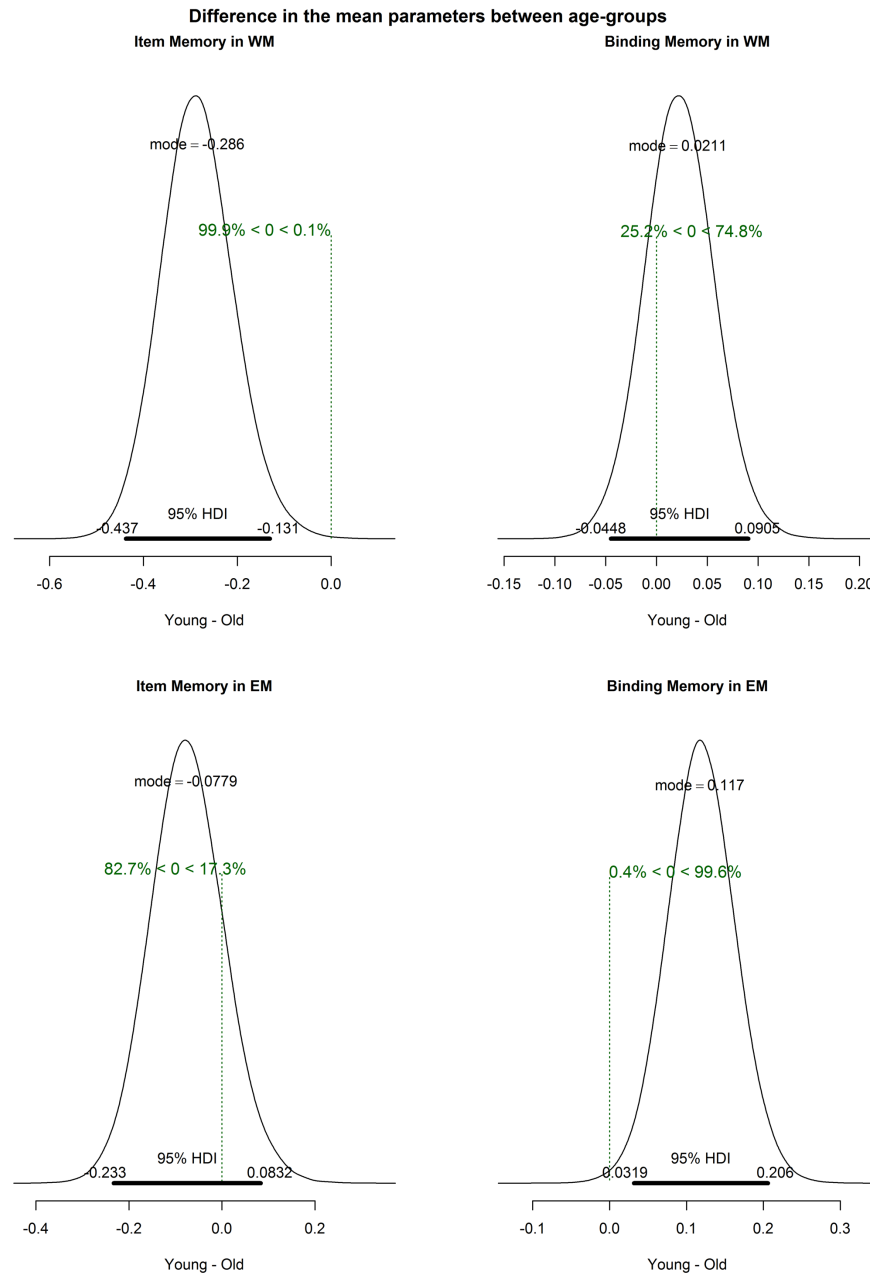 Difference in the mean parameters between age-groups
Item Memory in WM
mode = -0.286
99.9% < 0 < 0.1%
95% HDI
-0.437 -0.131
-0.6 -0.4 -0.2 0.0
Young - Old
Binding Memory in WM
mode = 0.0211
25.2% < 0 < 74.8%
95% HDI
-0.0448 0.0905
-0.15 -0.10 -0.05 0.00 0.05 0.10 0.15 0.20
Young - Old
Item Memory in EM
mode = -0.0779
82.7% < 0 < 17.3%
95% HDI
-0.233 0.0832
-0.4 -0.2 0.0 0.2
Young - Old
Binding Memory in EM
mode = 0.117
0.4% < 0 < 99.6%
95% HDI
0.0319 0.206
-0.1 0.0 0.1 0.2 0.3
Young - Old